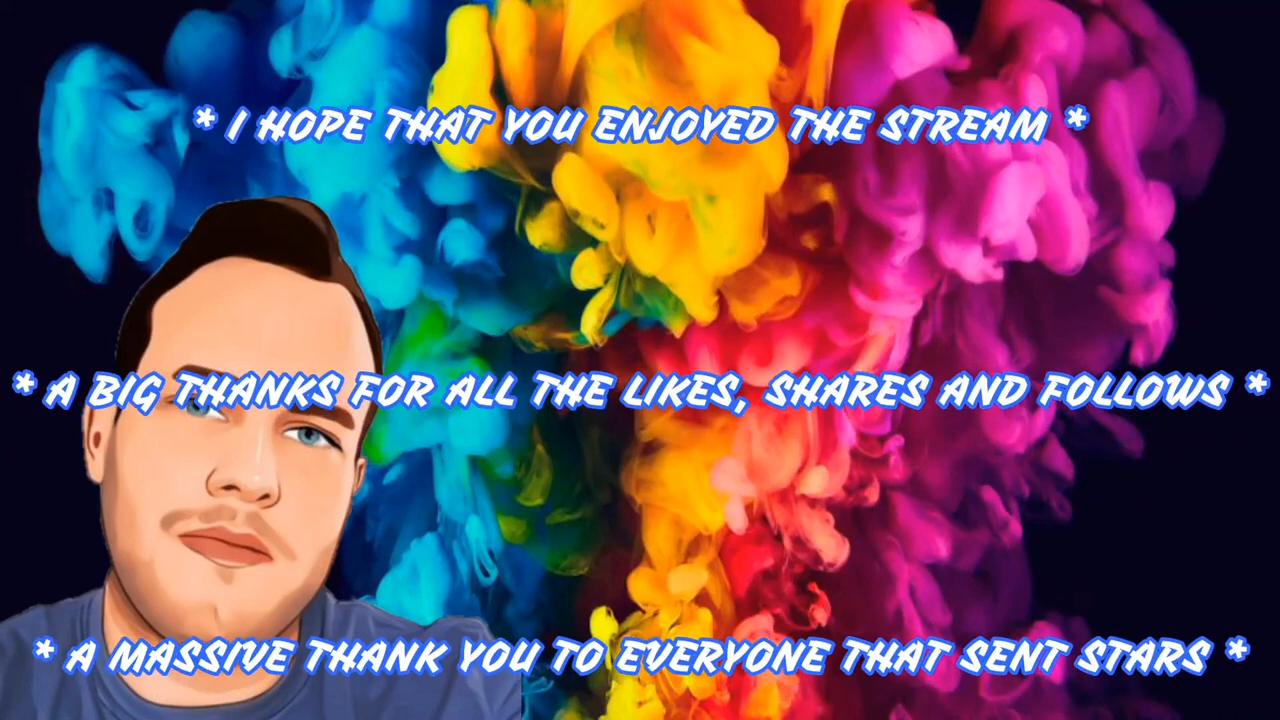 * I HOPE THAT YOU ENJOYED THE STREAM *
* A BIG THANKS FOR ALL THE LIKES, SHARES AND FOLLOWS *
* A MASSIVE THANK YOU TO EVERYONE THAT SENT STARS *